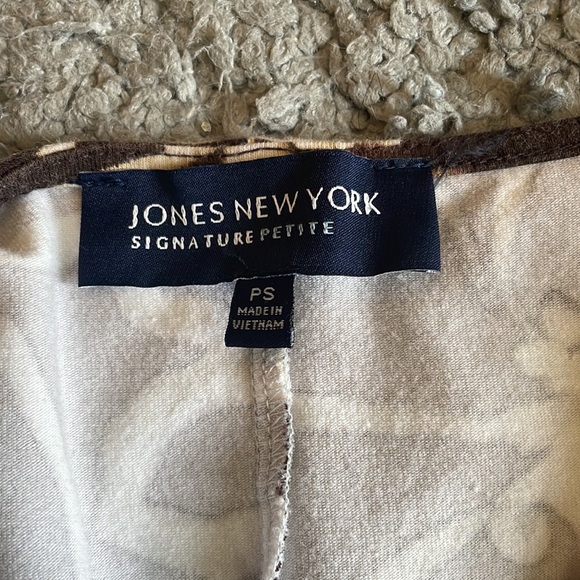 JONES NEW YORK
SIGNATURE PETITE
PS
MADE IN
VIETNAM